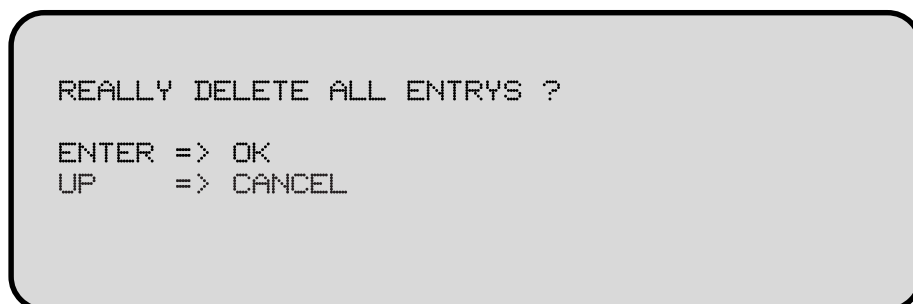 REALLY DELETE ALL ENTRYS ?
ENTER => OK
UP => CANCEL